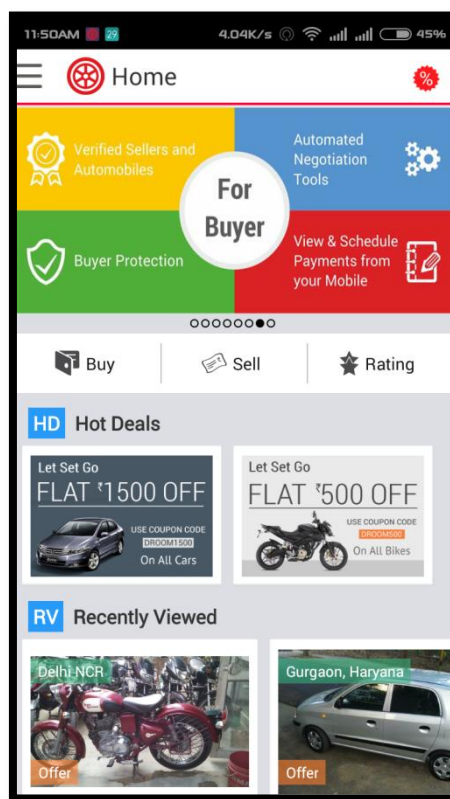 11:50AM 29 4.04K/s 45%
Home %
Verified Sellers and
Automobiles
Automated
Negotiation
Tools
For
Buyer
Buyer Protection
View & Schedule
Payments from
your Mobile
Buy Sell Rating
HD Hot Deals
Let Set Go
FLAT ₹1500 OFF
USE COUPON CODE
DROOM1500
On All Cars
Let Set Go
FLAT ₹500 OFF
USE COUPON CODE
DROOM500
On All Bikes
RV Recently Viewed
Delhi NCR
Offer
Gurgaon, Haryana
Offer